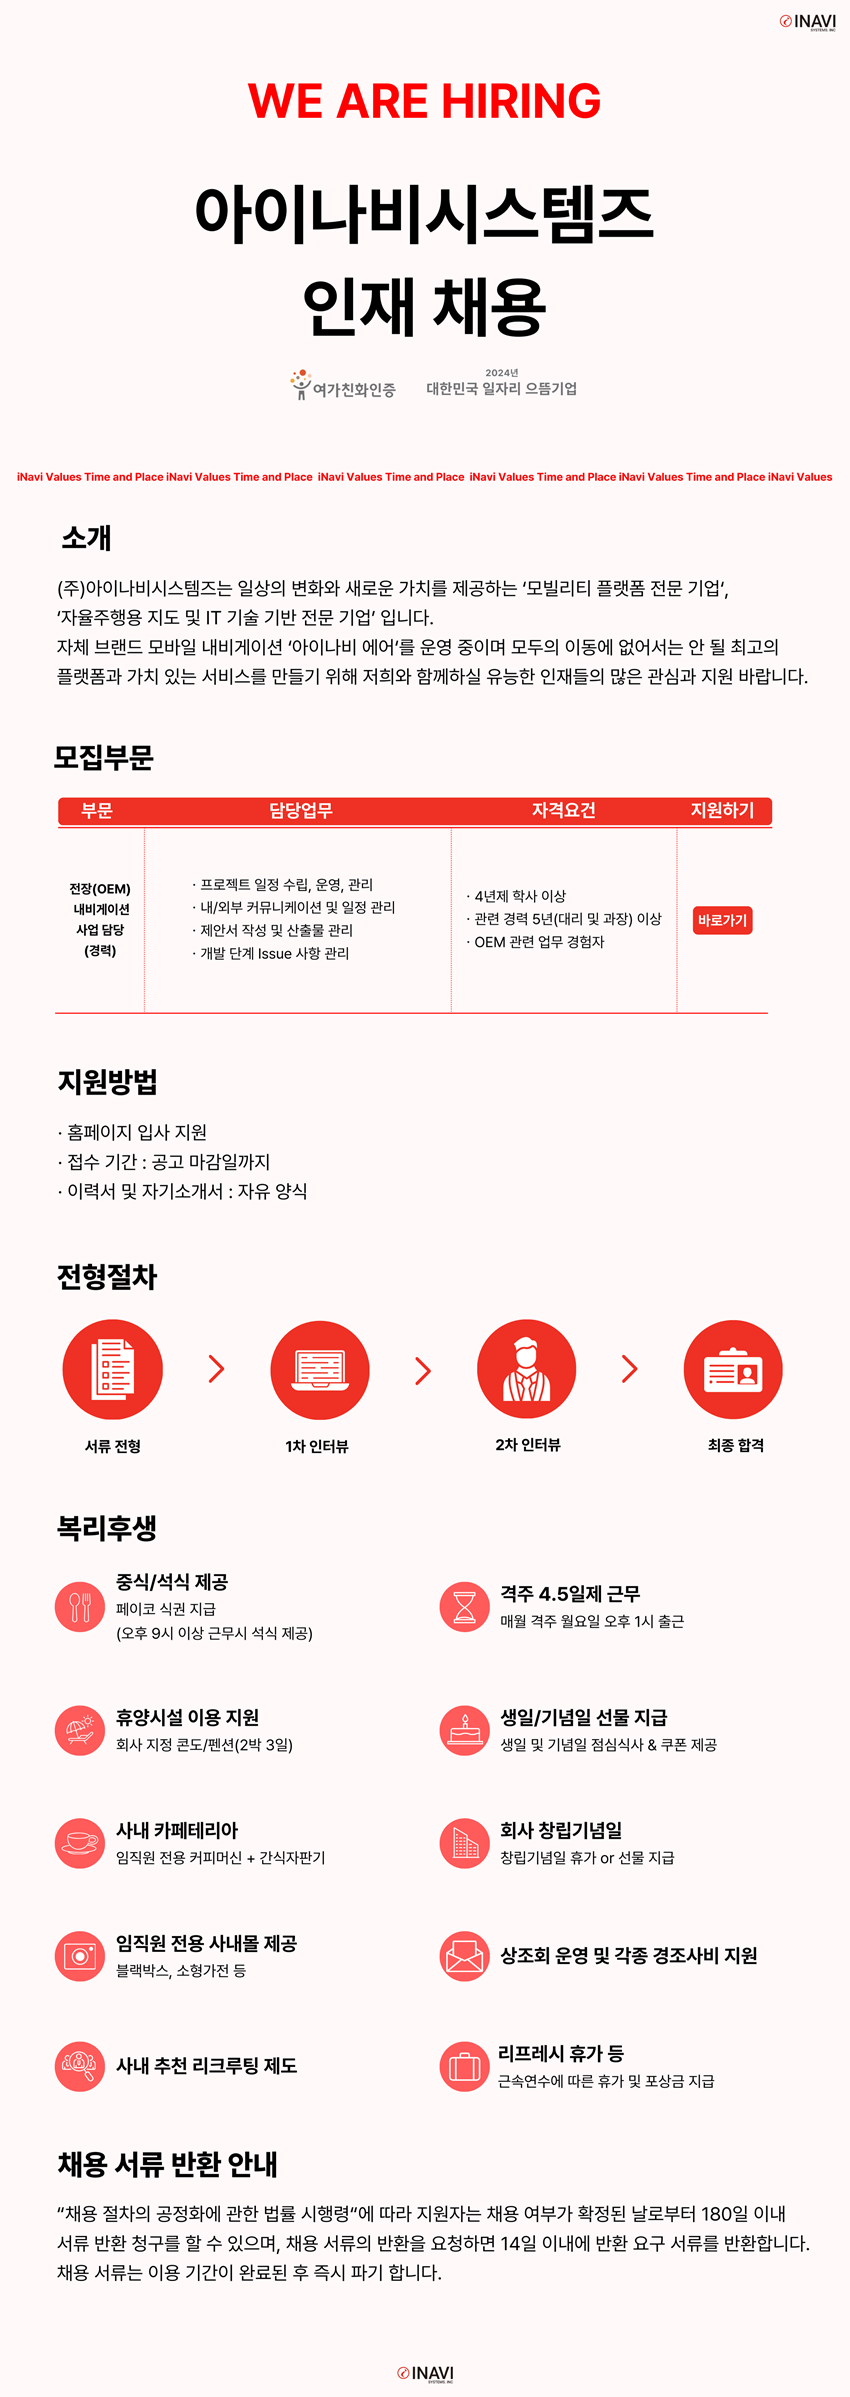 INAVI
SYSTEMS. INC
WE ARE HIRING
아이나비시스템즈
인재 채용
여가친화인증
2024년
대한민국 일자리 으뜸기업
iNavi Values Time and Place iNavi Values Time and Place iNavi Values Time and Place iNavi Values Time and Place iNavi Values Time and Place iNavi Values
소개
(주)아이나비시스템즈는 일상의 변화와 새로운 가치를 제공하는 ‘모빌리티 플랫폼 전문 기업‘,
‘자율주행용 지도 및 IT 기술 기반 전문 기업‘ 입니다.
자체 브랜드 모바일 내비게이션 ‘아이나비 에어‘를 운영 중이며 모두의 이동에 없어서는 안 될 최고의
플랫폼과 가치 있는 서비스를 만들기 위해 저희와 함께하실 유능한 인재들의 많은 관심과 지원 바랍니다.
모집부문
부문 담당업무 자격요건 지원하기
전장(OEM)
내비게이션
사업 담당
(경력)
· 프로젝트 일정 수립, 운영, 관리
· 내/외부 커뮤니케이션 및 일정 관리
· 제안서 작성 및 산출물 관리
· 개발 단계 Issue 사항 관리
· 4년제 학사 이상
· 관련 경력 5년(대리 및 과장) 이상
· OEM 관련 업무 경험자
바로가기
지원방법
· 홈페이지 입사 지원
· 접수 기간 : 공고 마감일까지
· 이력서 및 자기소개서 : 자유 양식
전형절차
서류 전형
1차 인터뷰
2차 인터뷰
최종 합격
복리후생
중식/석식 제공
페이코 식권 지급
(오후 9시 이상 근무시 석식 제공)
격주 4.5일제 근무
매월 격주 월요일 오후 1시 출근
휴양시설 이용 지원
회사 지정 콘도/펜션(2박 3일)
생일/기념일 선물 지급
생일 및 기념일 점심식사 & 쿠폰 제공
사내 카페테리아
임직원 전용 커피머신 + 간식자판기
회사 창립기념일
창립기념일 휴가 or 선물 지급
임직원 전용 사내몰 제공
블랙박스, 소형가전 등
상조회 운영 및 각종 경조사비 지원
사내 추천 리크루팅 제도
리프레시 휴가 등
근속연수에 따른 휴가 및 포상금 지급
채용 서류 반환 안내
“채용 절차의 공정화에 관한 법률 시행령“에 따라 지원자는 채용 여부가 확정된 날로부터 180일 이내
서류 반환 청구를 할 수 있으며, 채용 서류의 반환을 요청하면 14일 이내에 반환 요구 서류를 반환합니다.
채용 서류는 이용 기간이 완료된 후 즉시 파기 합니다.
INAVI
SYSTEMS. INC